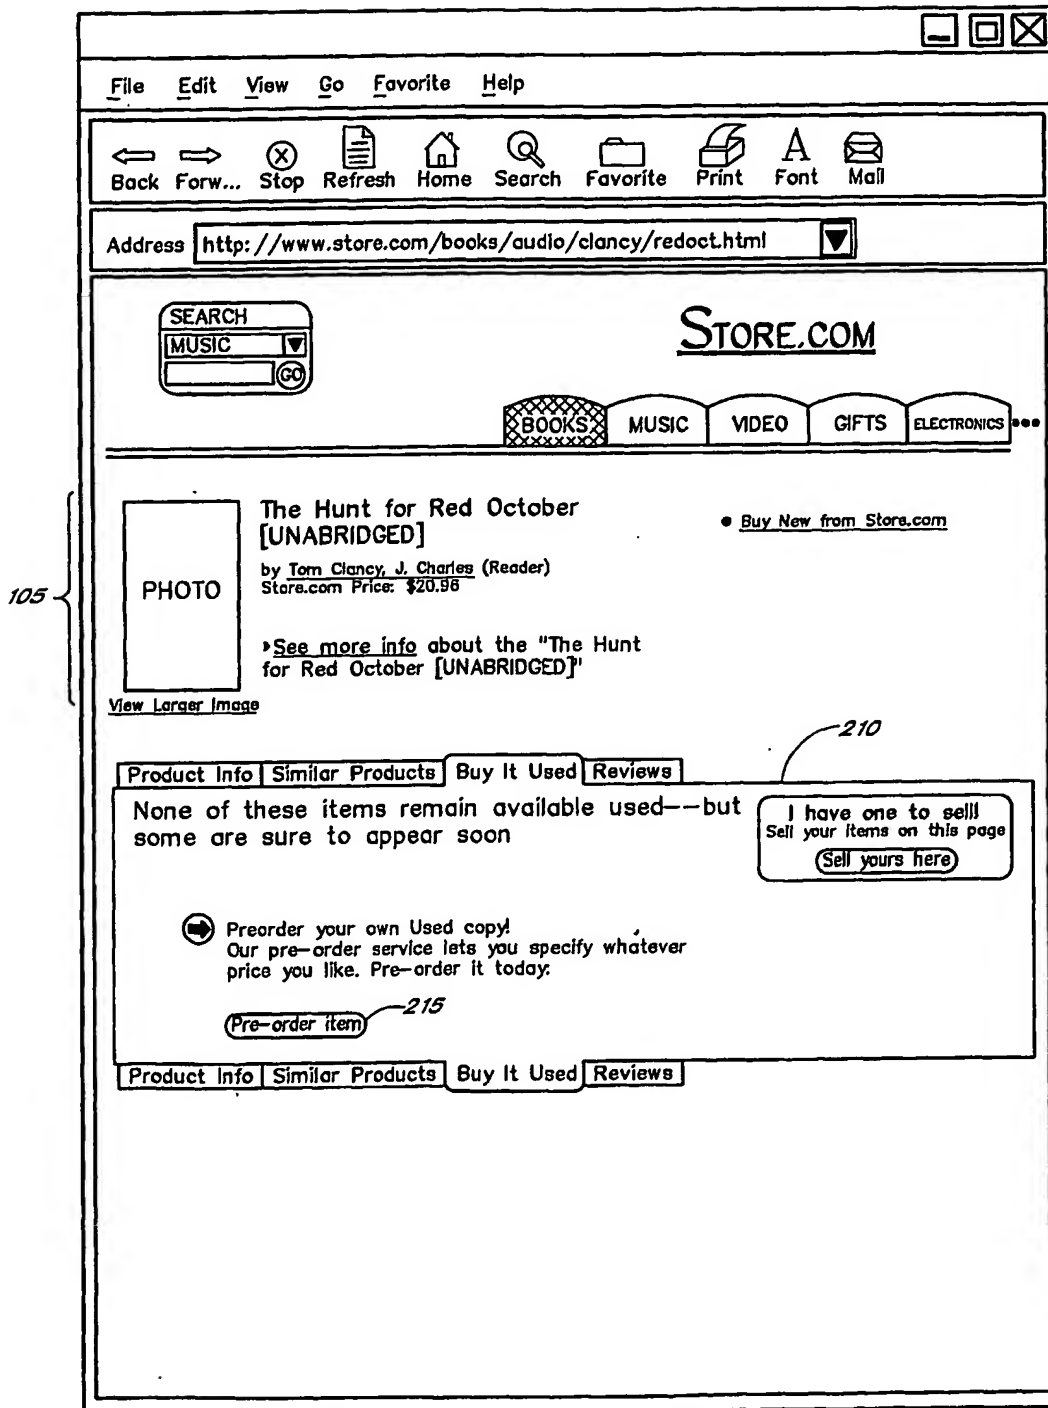 File Edit View Go Favorite Help
Back Forw... Stop Refresh Home Search Favorite Print Font Mail
Address http://www.store.com/books/audio/clancy/redoct.html
SEARCH
MUSIC
GO
STORE.COM
BOOKS MUSIC VIDEO GIFTS ELECTRONICS
105
PHOTO
View Larger Image
The Hunt for Red October
[UNABRIDGED]
by Tom Clancy, J. Charles (Reader)
Store.com Price: $20.96
See more info about the "The Hunt
for Red October [UNABRIDGED]"
• Buy New from Store.com
210
Product Info Similar Products Buy It Used Reviews
None of these items remain available used--but
some are sure to appear soon
I have one to sell!
Sell your items on this page
Sell yours here
Preorder your own Used copy!
Our pre-order service lets you specify whatever
price you like. Pre-order it today.
Pre-order item
215
Product Info Similar Products Buy It Used Reviews